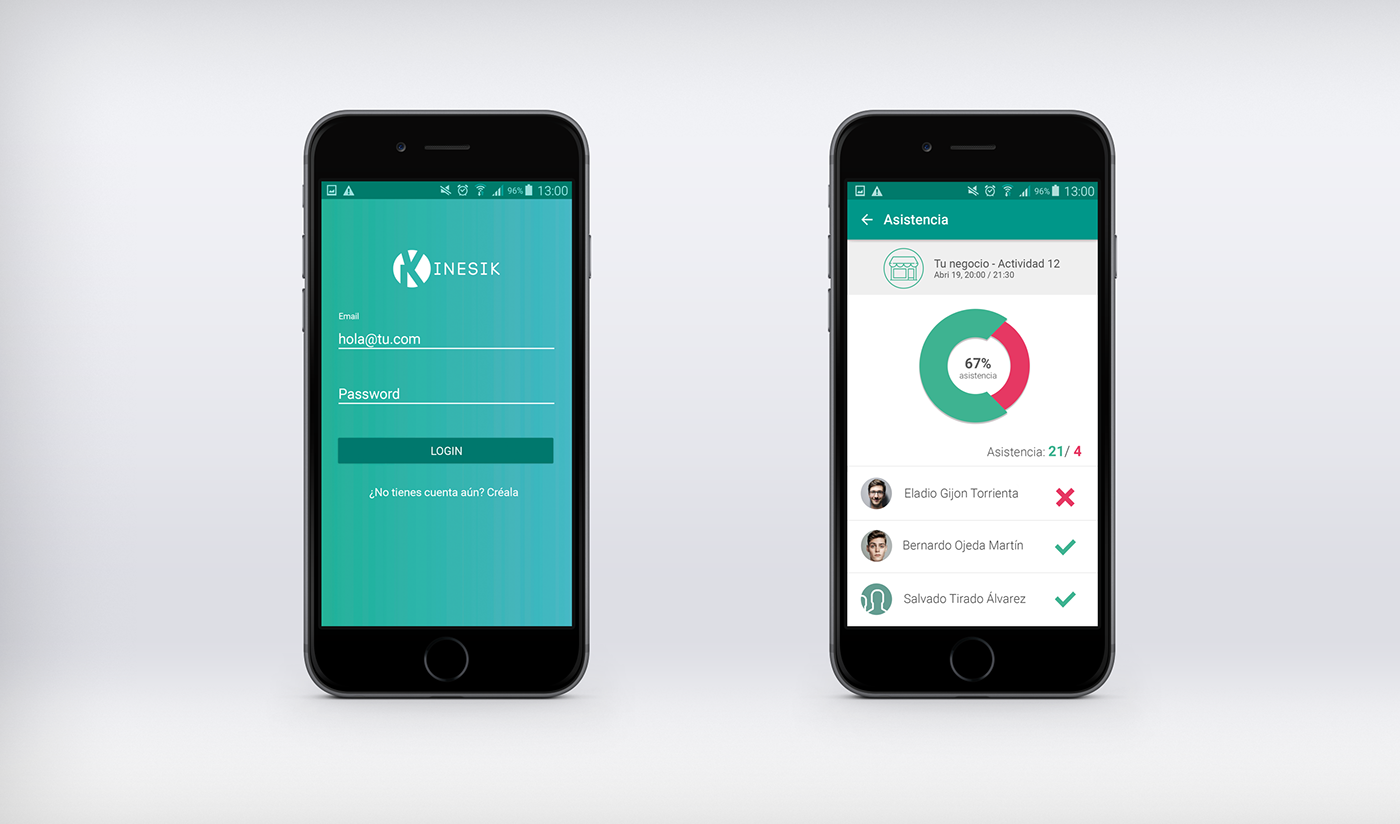 96% 13:00
KINESIK
Email
hola@tu.com
Password
LOGIN
¿No tienes cuenta aún? Créala
96% 13:00
Asistencia
Tu negocio - Actividad 12
Abri 19, 20:00 / 21:30
67%
asistencia
Asistencia: 21/ 4
Eladio Gijon Torrienta
Bernardo Ojeda Martín
Salvado Tirado Álvarez